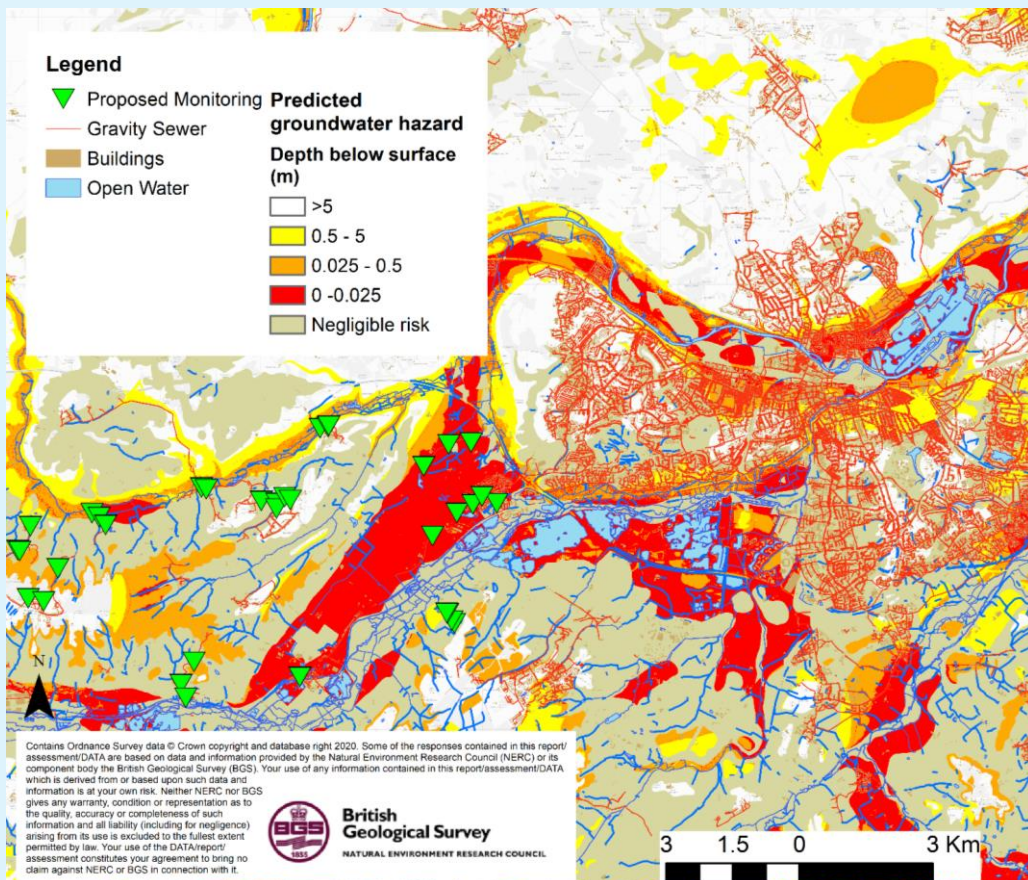 Legend
Proposed Monitoring
Gravity Sewer
Buildings
Open Water
Predicted
groundwater hazard
Depth below surface
(m)
>5
0.5 - 5
0.025 - 0.5
0 -0.025
Negligible risk
N
Contains Ordnance Survey data © Crown copyright and database right 2020. Some of the responses contained in this report/
assessment/DATA are based on data and information provided by the Natural Environment Research Council (NERC) or its
component body the British Geological Survey (BGS). Your use of any information contained in this report/assessment/DATA
which is derived from or based upon such data and
information is at your own risk. Neither NERC nor BGS
gives any warranty, condition or representation as to
the quality, accuracy or completeness of such
information and all liability (including for negligence)
arising from its use is excluded to the fullest extent
permitted by law. Your use of the DATA/report/
assessment constitutes your agreement to bring no
claim against NERC or BGS in connection with it.
BGS
1835
British
Geological Survey
NATURAL ENVIRONMENT RESEARCH COUNCIL
3 1.5 0 3 Km